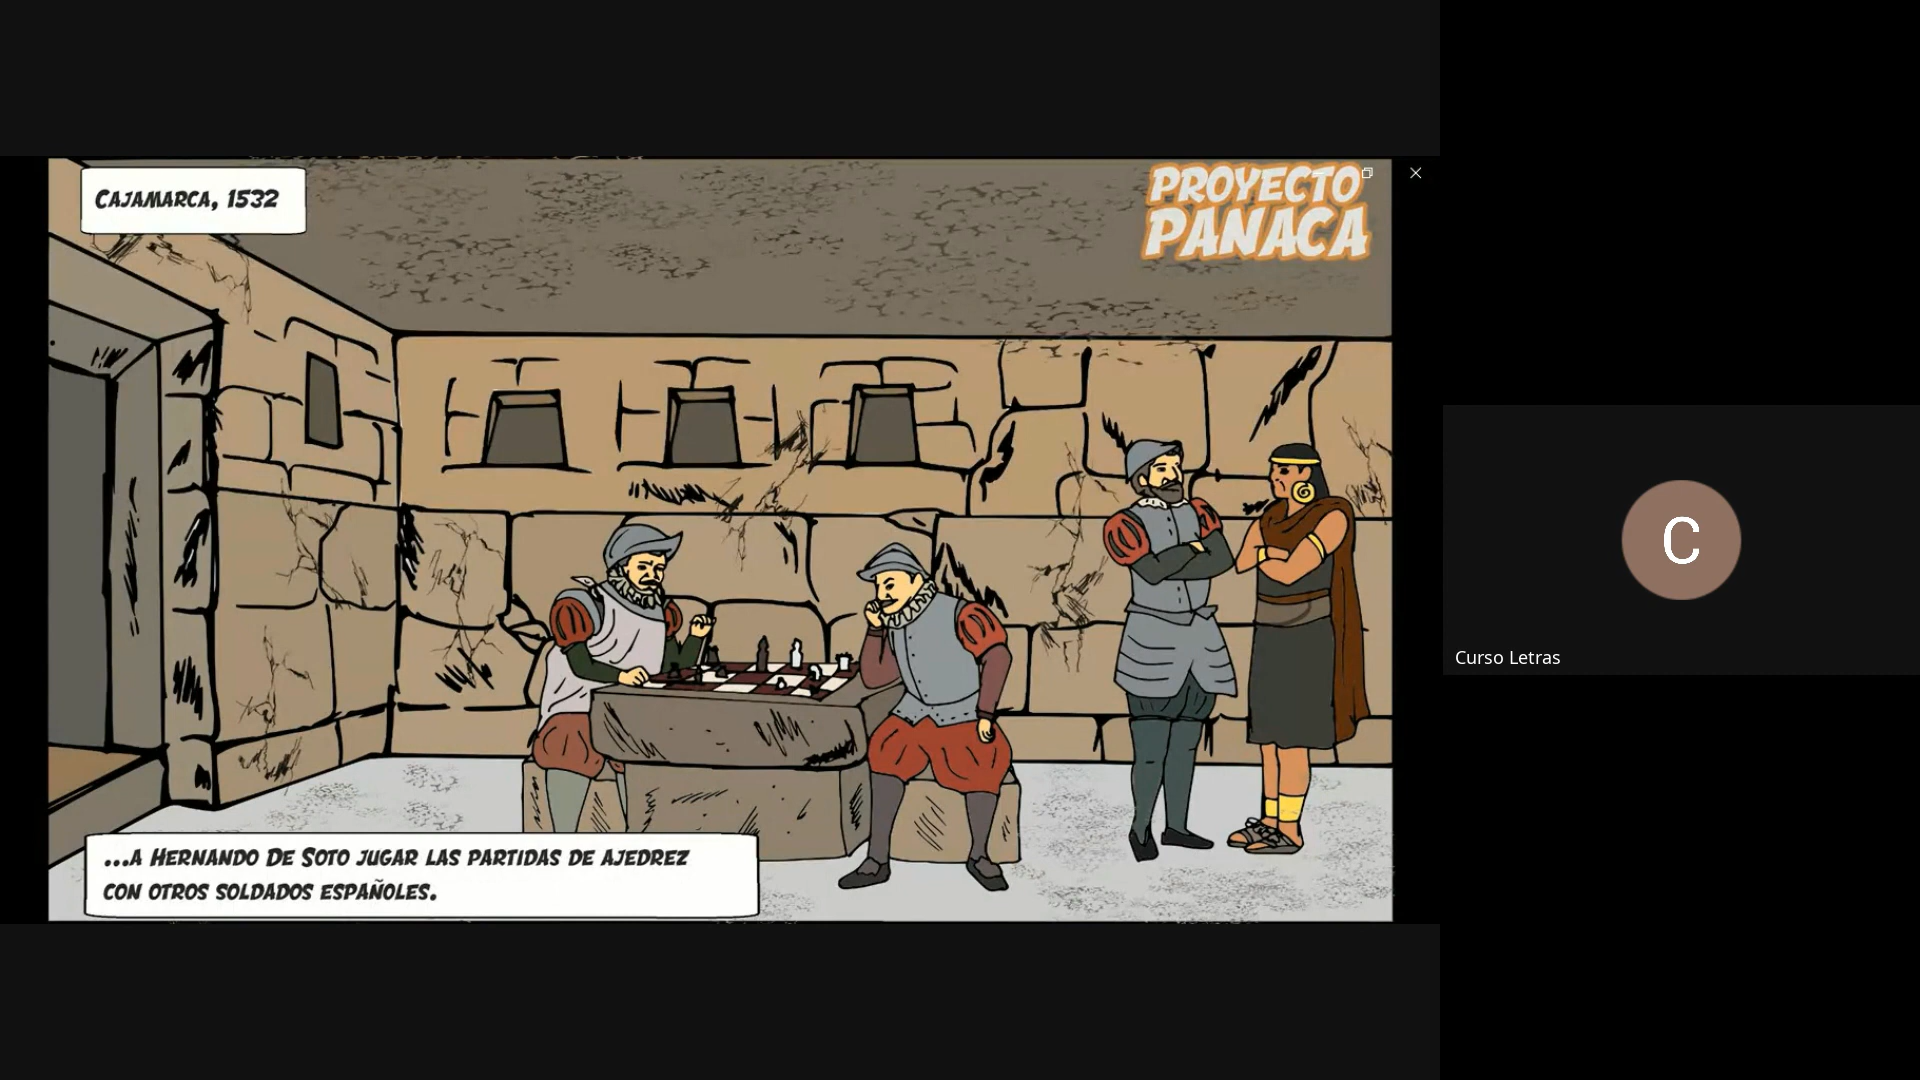 CAJAMARCA, 1532
PROYECTO
PANACA
...A HERNANDO DE SOTO JUGAR LAS PARTIDAS DE AJEDREZ
CON OTROS SOLDADOS ESPAÑOLES.
C
Curso Letras